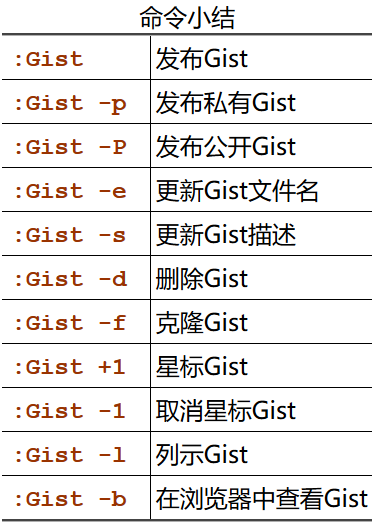 命令小结
:Gist 发布Gist
:Gist -p 发布私有Gist
:Gist -P 发布公开Gist
:Gist -e 更新Gist文件名
:Gist -s 更新Gist描述
:Gist -d 删除Gist
:Gist -f 克隆Gist
:Gist +1 星标Gist
:Gist -1 取消星标Gist
:Gist -l 列示Gist
:Gist -b 在浏览器中查看Gist